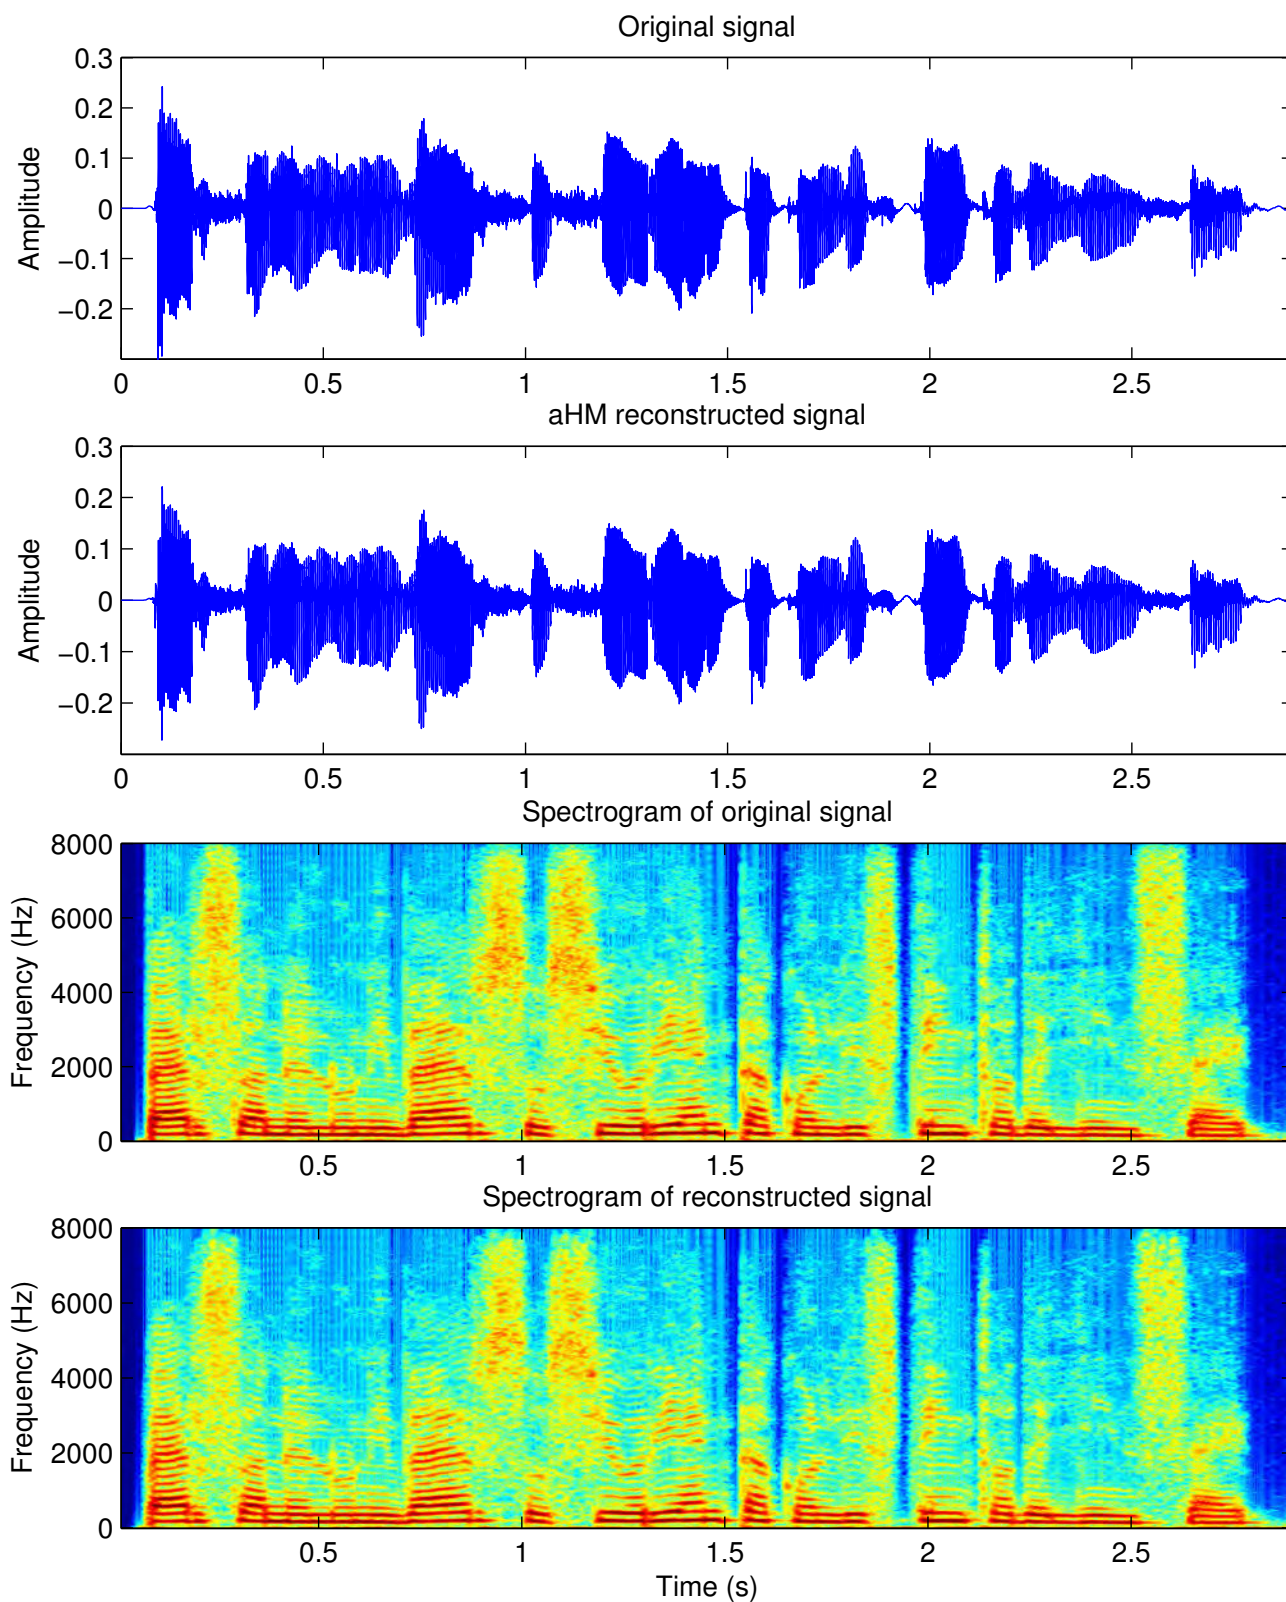 Original signal
0.3
0.2
0.1
0
−0.1
−0.2
Amplitude
0 0.5 1 1.5 2 2.5
aHM reconstructed signal
0.3
0.2
0.1
0
−0.1
−0.2
Amplitude
0 0.5 1 1.5 2 2.5
Spectrogram of original signal
8000
6000
4000
2000
0
Frequency (Hz)
0.5 1 1.5 2 2.5
Spectrogram of reconstructed signal
8000
6000
4000
2000
0
Frequency (Hz)
0.5 1 1.5 2 2.5
Time (s)